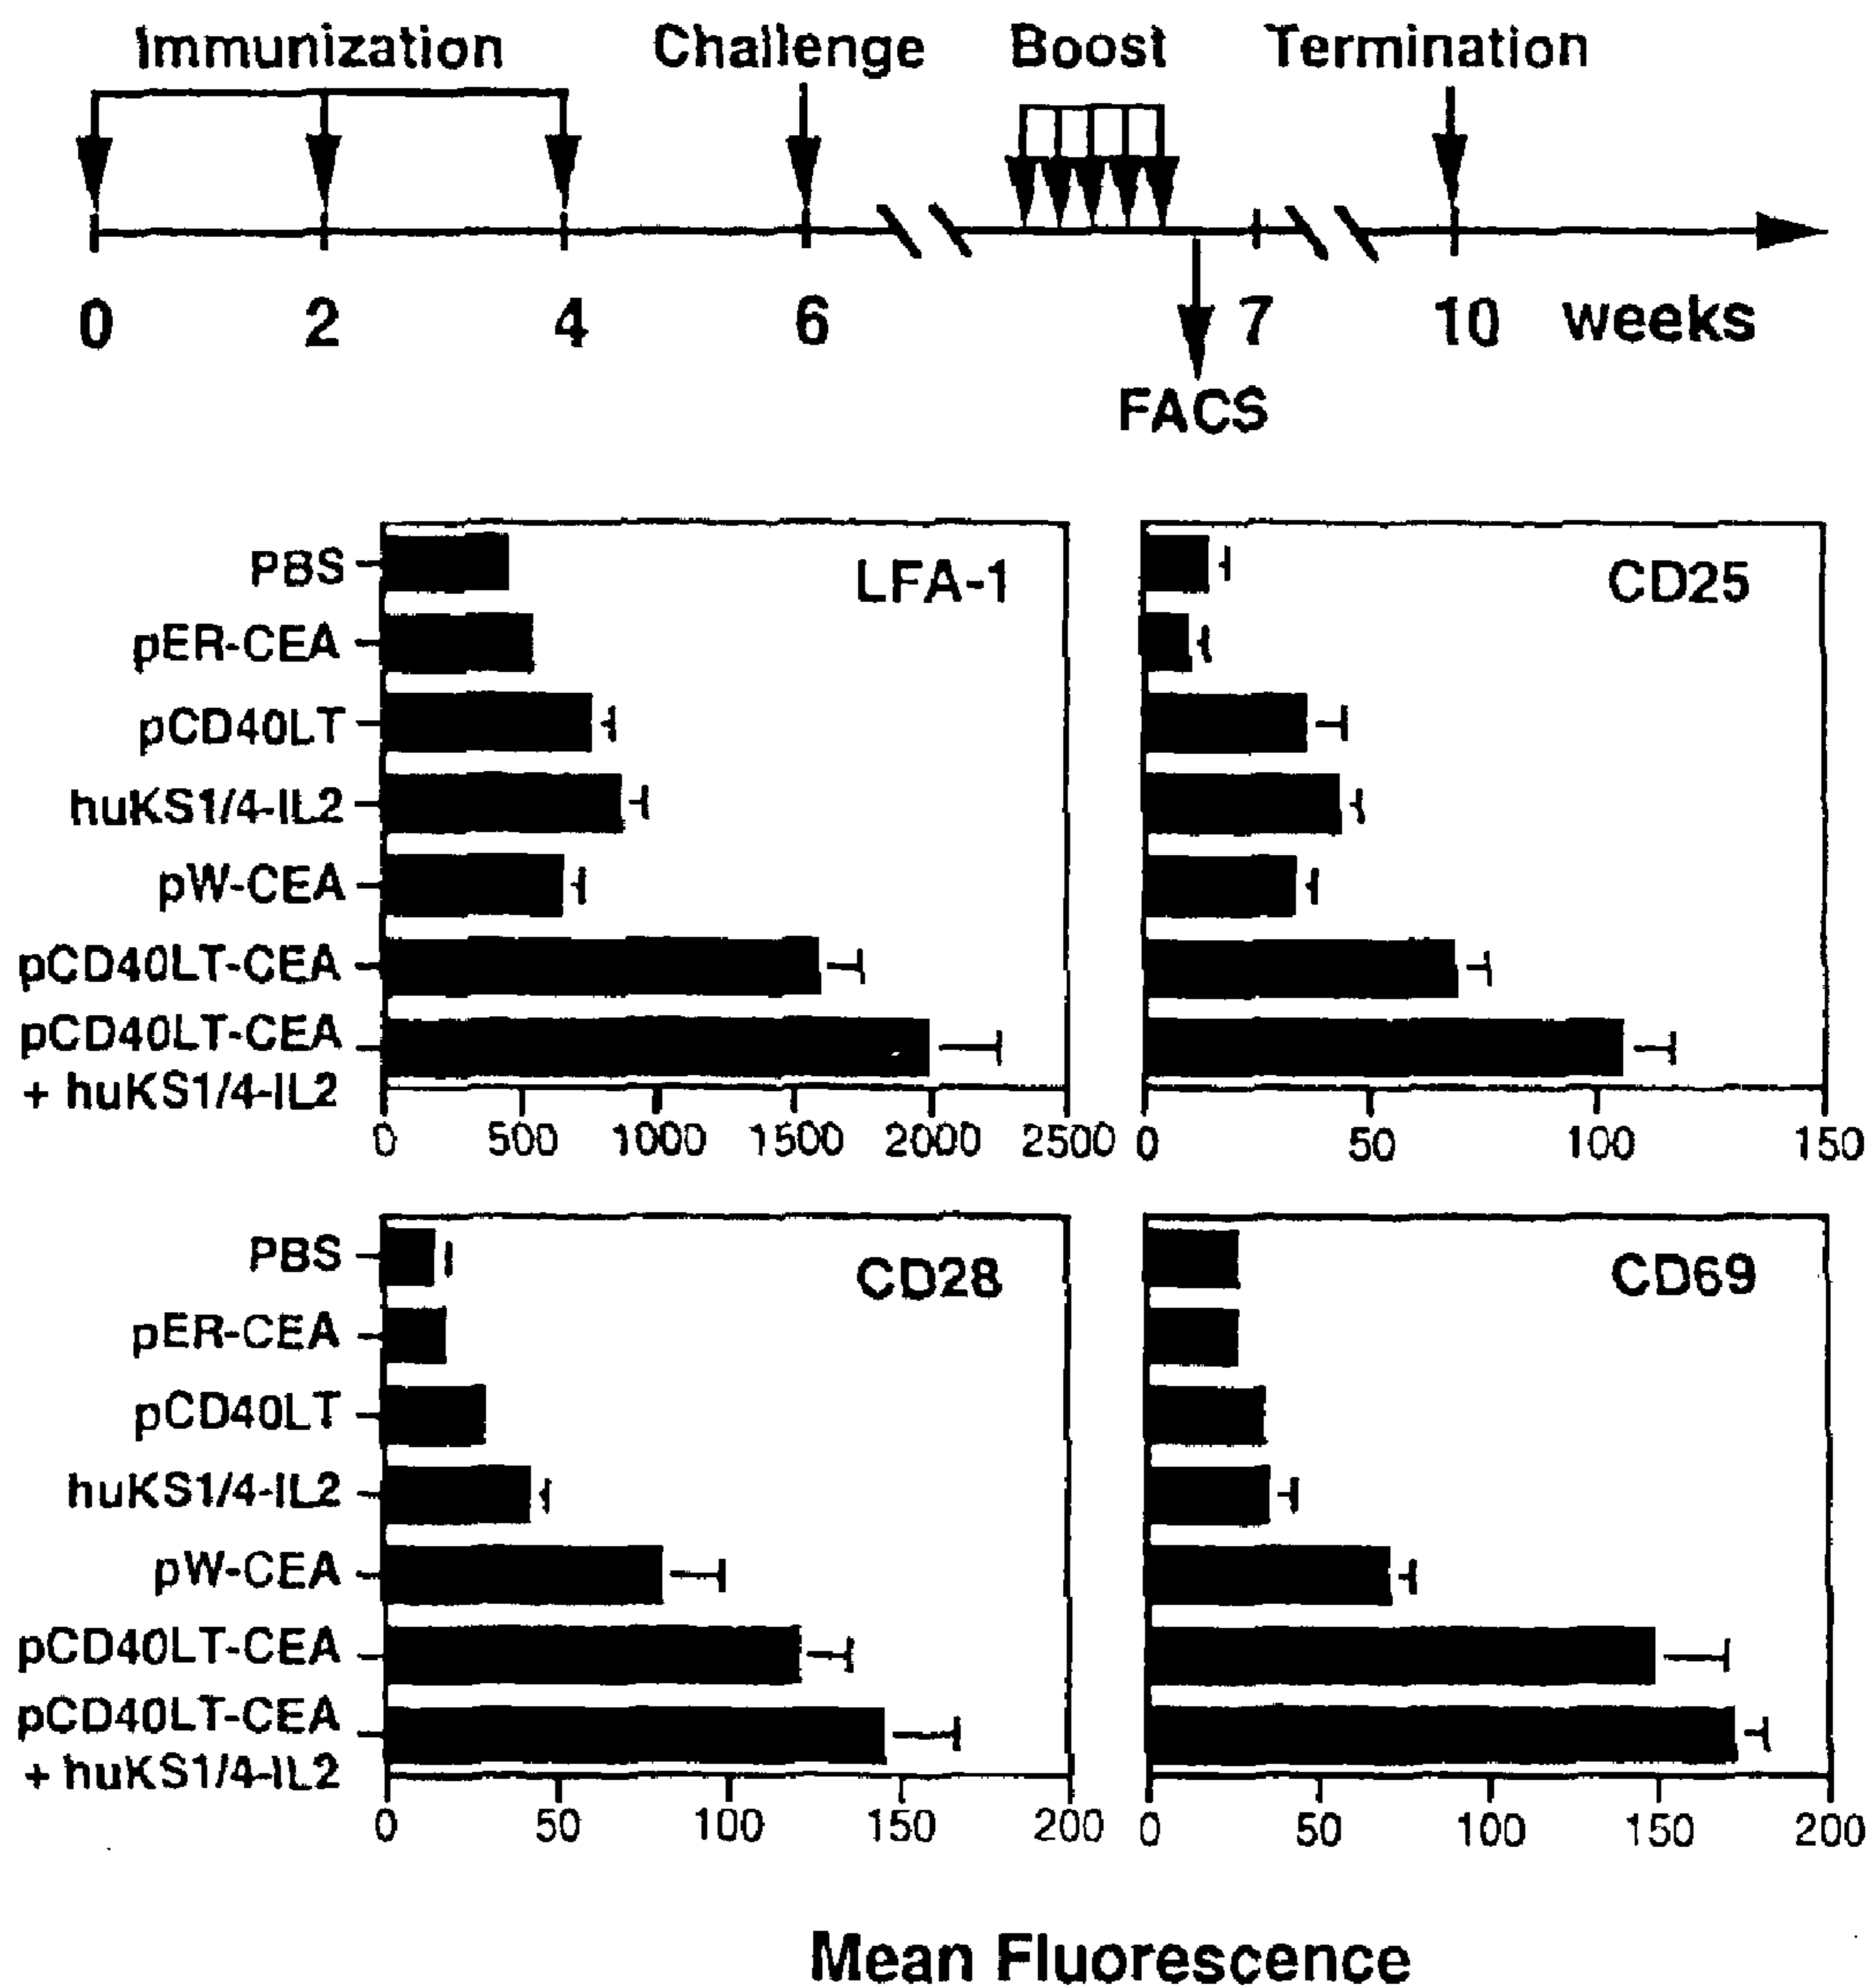 Immunization Challenge Boost Termination
0 2 4 6 7 10 weeks
FACS
LFA-1
PBS
pER-CEA
pCD40LT
huKS1/4-IL2
pW-CEA
pCD40LT-CEA
pCD40LT-CEA
+ huKS1/4-IL2
0 500 1000 1500 2000 2500
CD25
0 50 100 150
CD28
PBS
pER-CEA
pCD40LT
huKS1/4-IL2
pW-CEA
pCD40LT-CEA
pCD40LT-CEA
+ huKS1/4-IL2
0 50 100 150 200
CD69
0 50 100 150 200
Mean Fluorescence